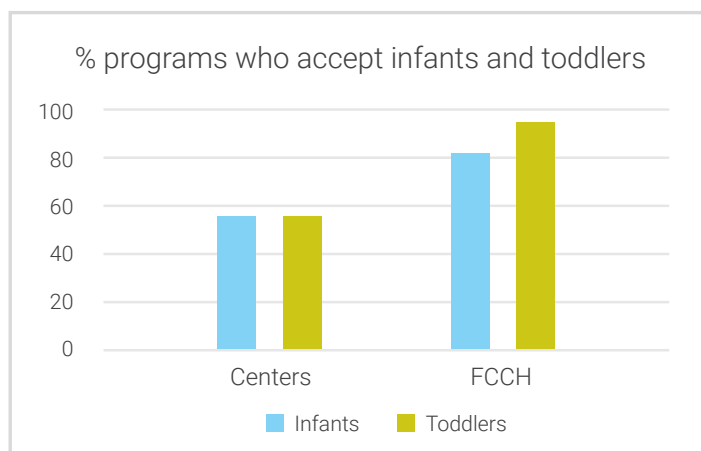 % programs who accept infants and toddlers
100
80
60
40
20
0
Centers FCCH
Infants Toddlers